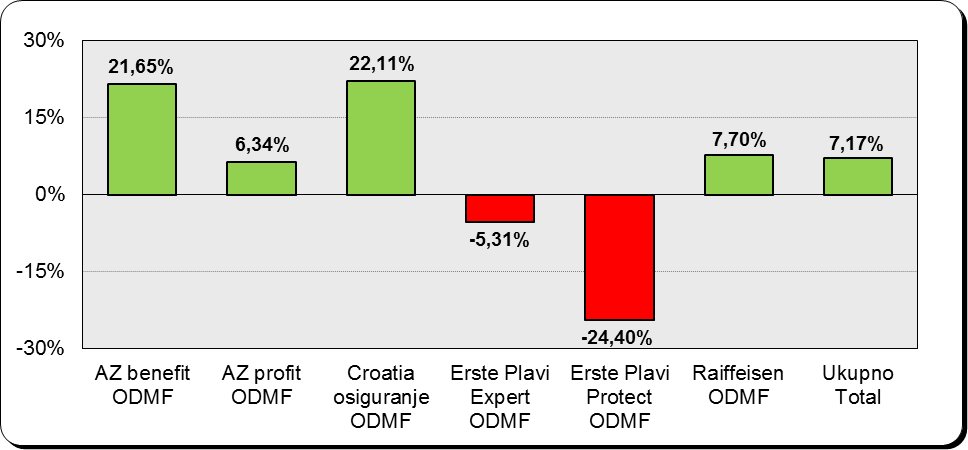 30%
15%
0%
-15%
-30%
21,65%
6,34%
22,11%
-5,31%
-24,40%
7,70%
7,17%
AZ benefit
ODMF
AZ profit
ODMF
Croatia
osiguranje
ODMF
Erste Plavi
Expert
ODMF
Erste Plavi
Protect
ODMF
Raiffeisen
ODMF
Ukupno
Total